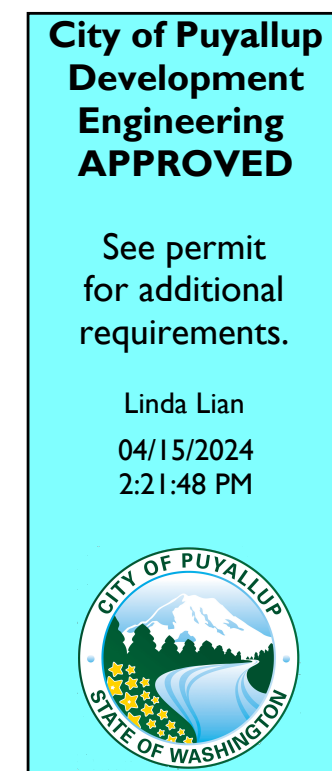 City of Puyallup
Development
Engineering
APPROVED
See permit
for additional
requirements.
Linda Lian
04/15/2024
2:21:48 PM
CITY OF PUYALLUP
STATE OF WASHINGTON